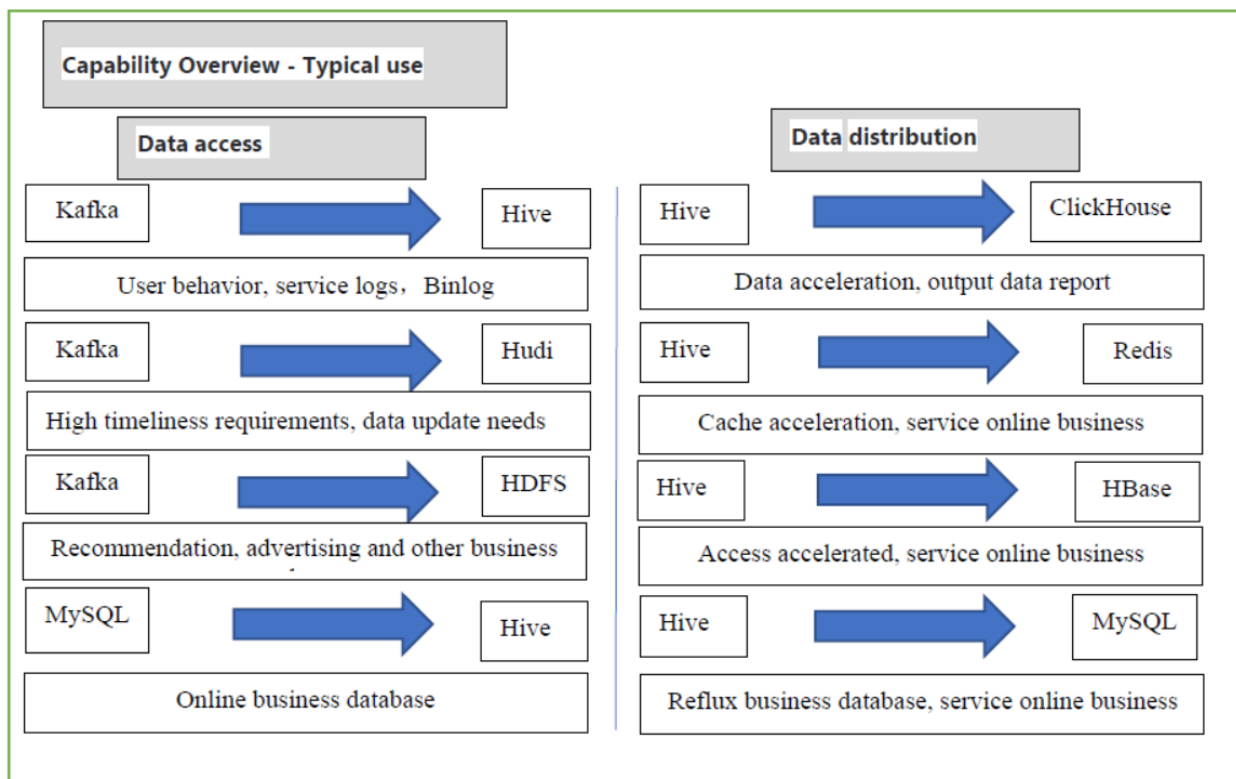 Capability Overview - Typical use
Data access
Kafka
Hive
User behavior, service logs，Binlog
Kafka
Hudi
High timeliness requirements, data update needs
Kafka
HDFS
Recommendation, advertising and other business
MySQL
Hive
Online business database
Data distribution
Hive
ClickHouse
Data acceleration, output data report
Hive
Redis
Cache acceleration, service online business
Hive
HBase
Access accelerated, service online business
Hive
MySQL
Reflux business database, service online business